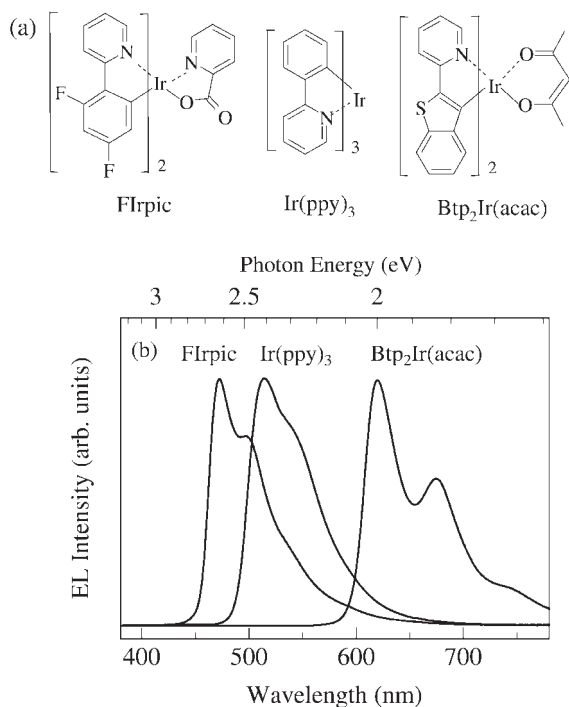 (a)
N
N
Ir
O
O
F
F
2
FIrpic
Ir
N
3
Ir(ppy)₃
N
O
Ir
O
S
2
Btp₂Ir(acac)
Photon Energy (eV)
3 2.5 2
(b) FIrpic Ir(ppy)₃ Btp₂Ir(acac)
EL Intensity (arb. units)
400 500 600 700
Wavelength (nm)